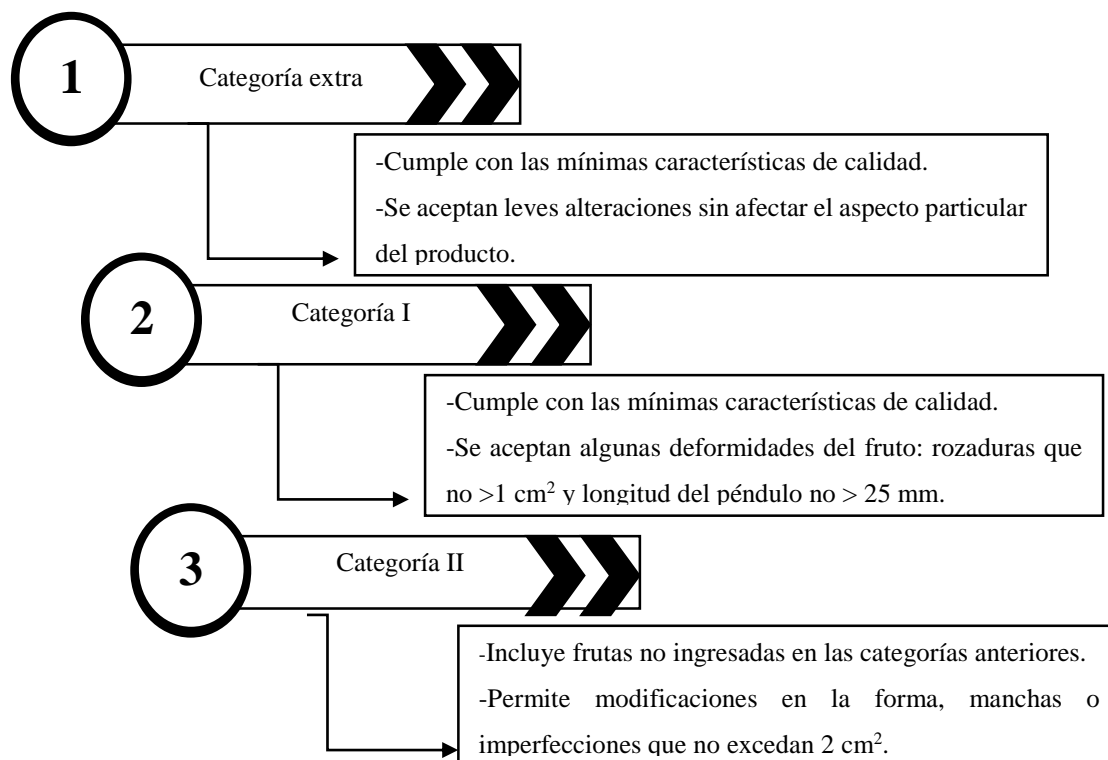 1
Categoría extra
-Cumple con las mínimas características de calidad.
-Se aceptan leves alteraciones sin afectar el aspecto particular
del producto.
2
Categoría I
-Cumple con las mínimas características de calidad.
-Se aceptan algunas deformidades del fruto: rozaduras que
no >1 cm² y longitud del péndulo no > 25 mm.
3
Categoría II
-Incluye frutas no ingresadas en las categorías anteriores.
-Permite modificaciones en la forma, manchas o
imperfecciones que no excedan 2 cm².